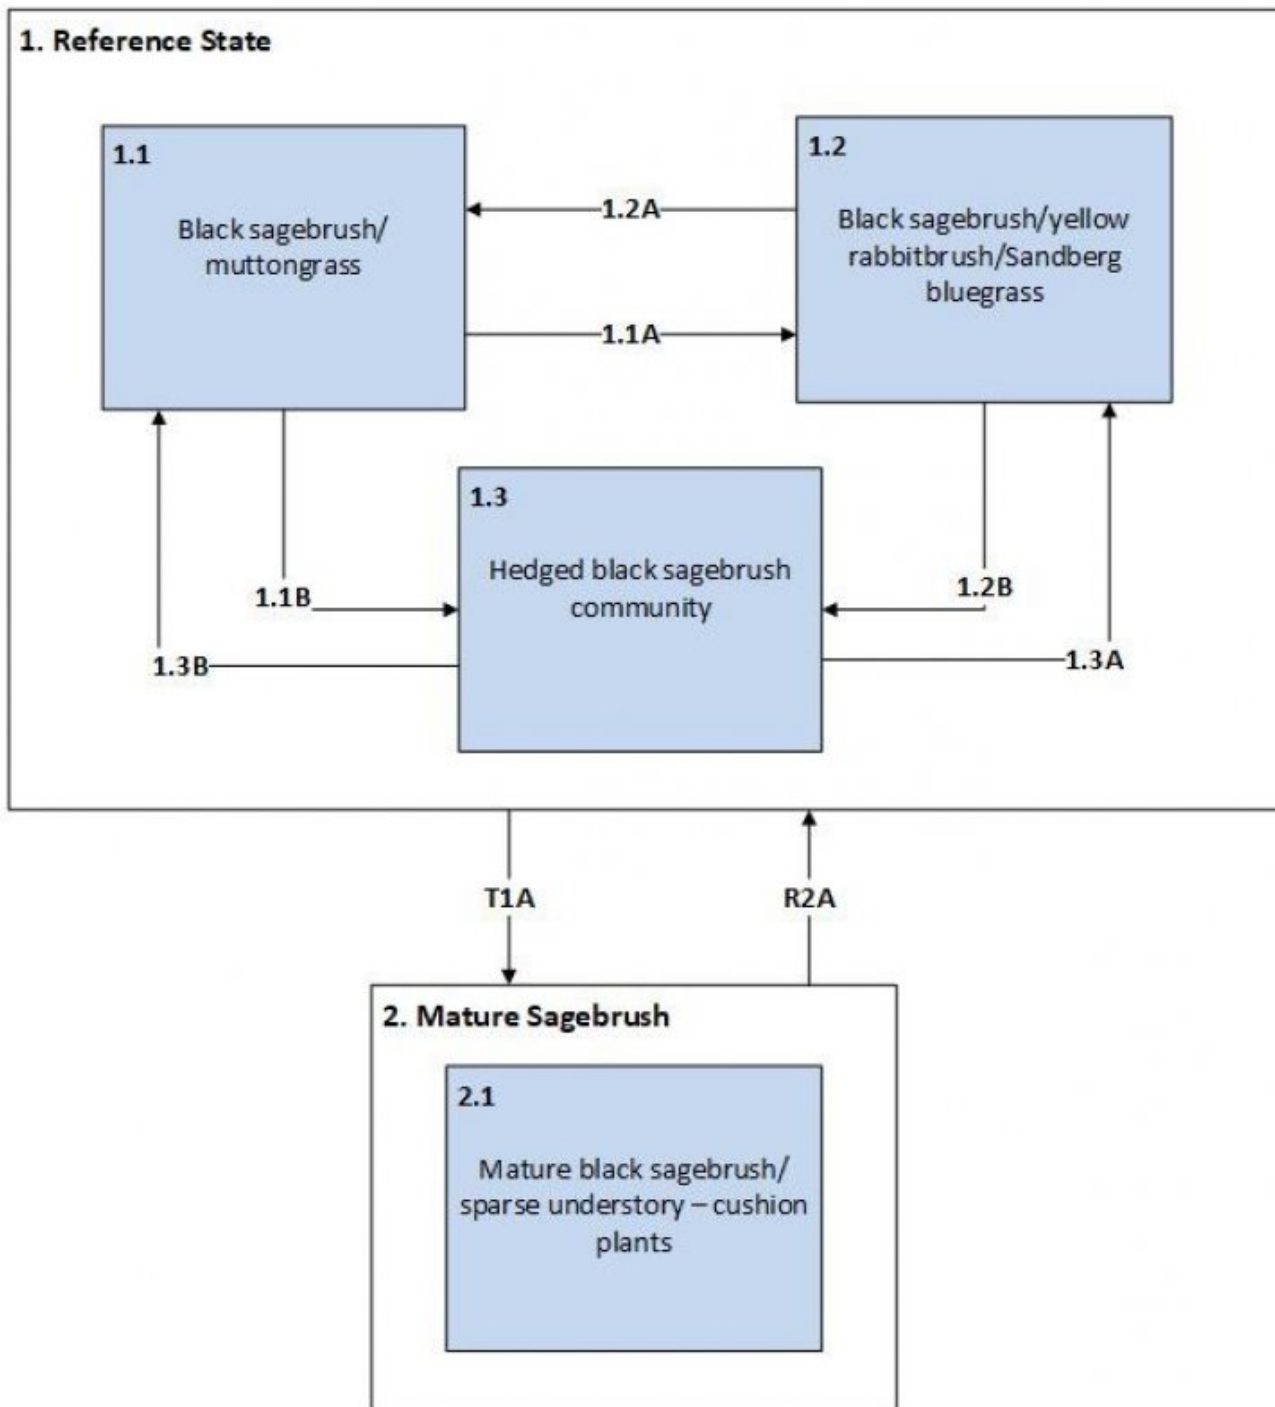 1. Reference State
1.1
Black sagebrush/
muttongrass
1.2A
1.1A
1.2
Black sagebrush/yellow
rabbitbrush/Sandberg
bluegrass
1.3
Hedged black sagebrush
community
1.1B
1.2B
1.3B
1.3A
T1A
R2A
2. Mature Sagebrush
2.1
Mature black sagebrush/
sparse understory – cushion
plants